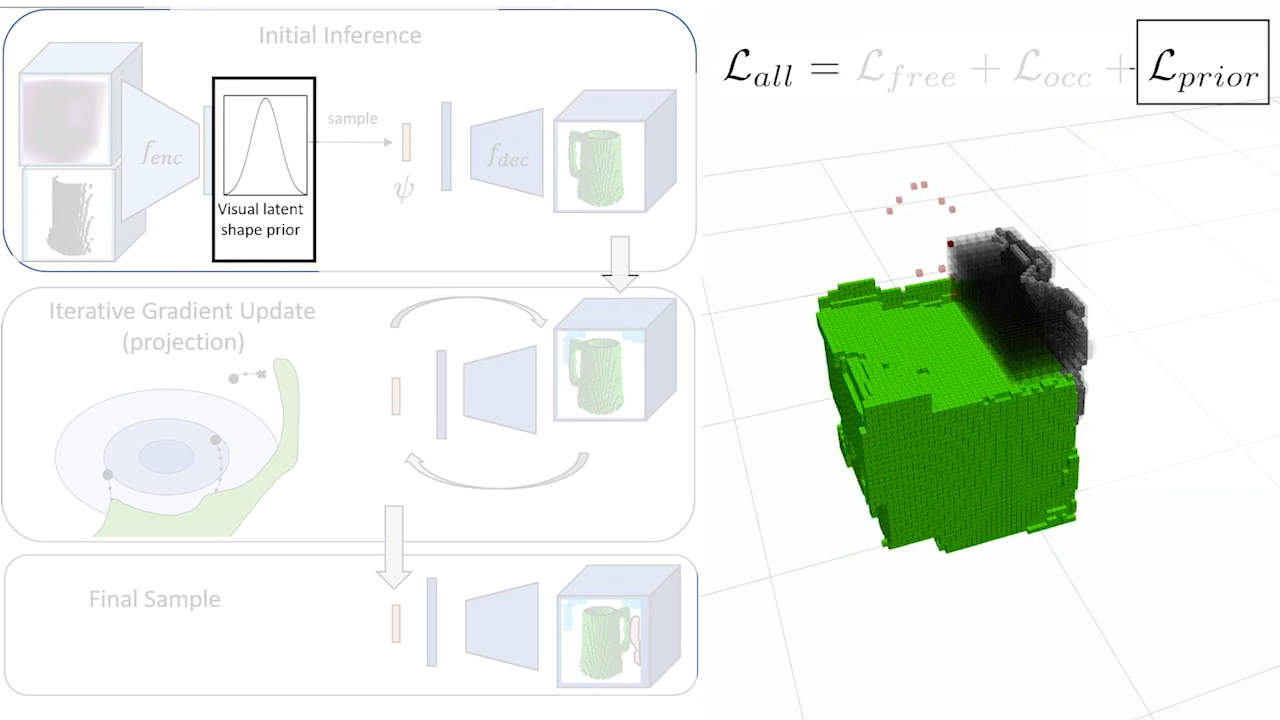 Initial Inference
f_enc
Visual latent
shape prior
sample
ψ
f_dec
Iterative Gradient Update
(projection)
Final Sample
ℒ_all = ℒ_free + ℒ_occ + ℒ_prior